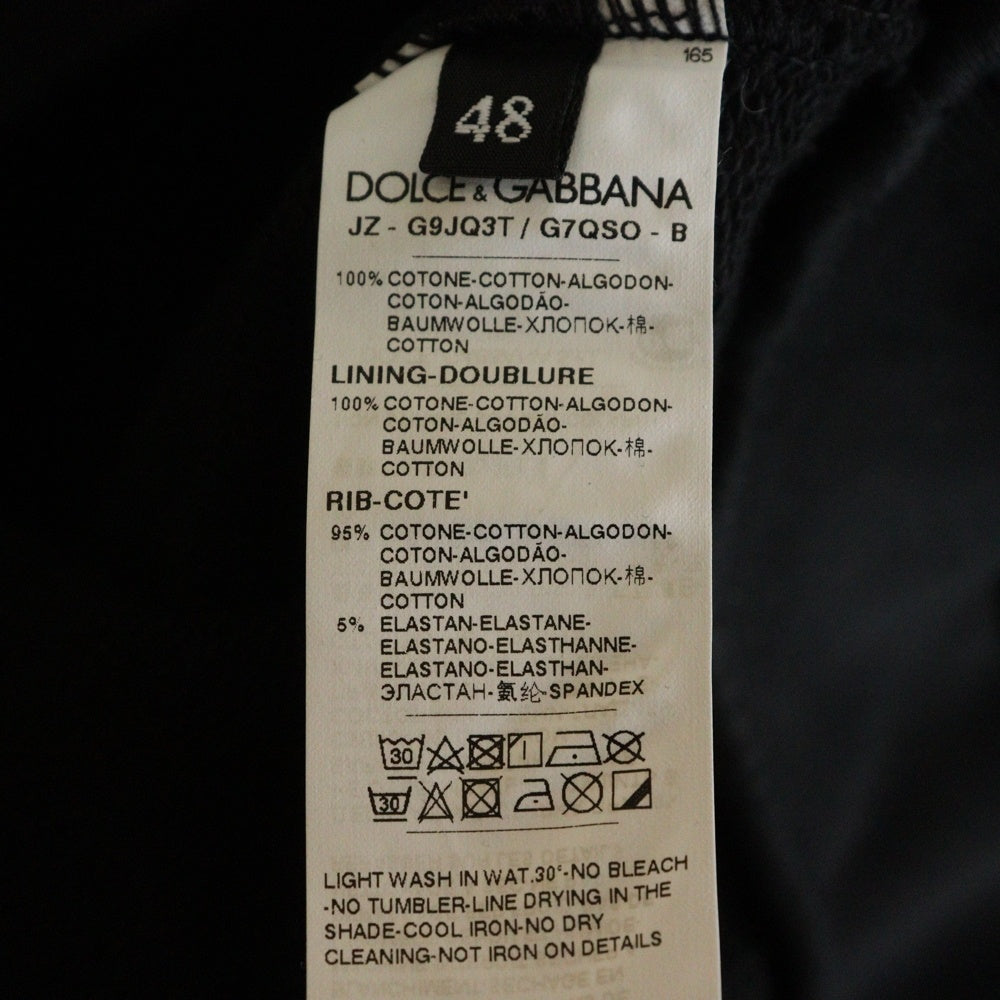 165
48
DOLCE & GABBANA
JZ - G9JQ3T / G7QSO - B
100% COTONE-COTTON-ALGODON-
COTON-ALGODÃO-
BAUMWOLLE-ХЛОПОК-棉-
COTTON
LINING-DOUBLURE
100% COTONE-COTTON-ALGODON-
COTON-ALGODÃO-
BAUMWOLLE-ХЛОПОК-棉-
COTTON
RIB-COTE'
95% COTONE-COTTON-ALGODON-
COTON-ALGODÃO-
BAUMWOLLE-ХЛОПОК-棉-
COTTON
5% ELASTAN-ELASTANE-
ELASTANO-ELASTHANNE-
ELASTANO-ELASTHAN-
ЭЛАСТАН-氨纶-SPANDEX
30
30
LIGHT WASH IN WAT.30°-NO BLEACH
-NO TUMBLER-LINE DRYING IN THE
SHADE-COOL IRON-NO DRY
CLEANING-NOT IRON ON DETAILS